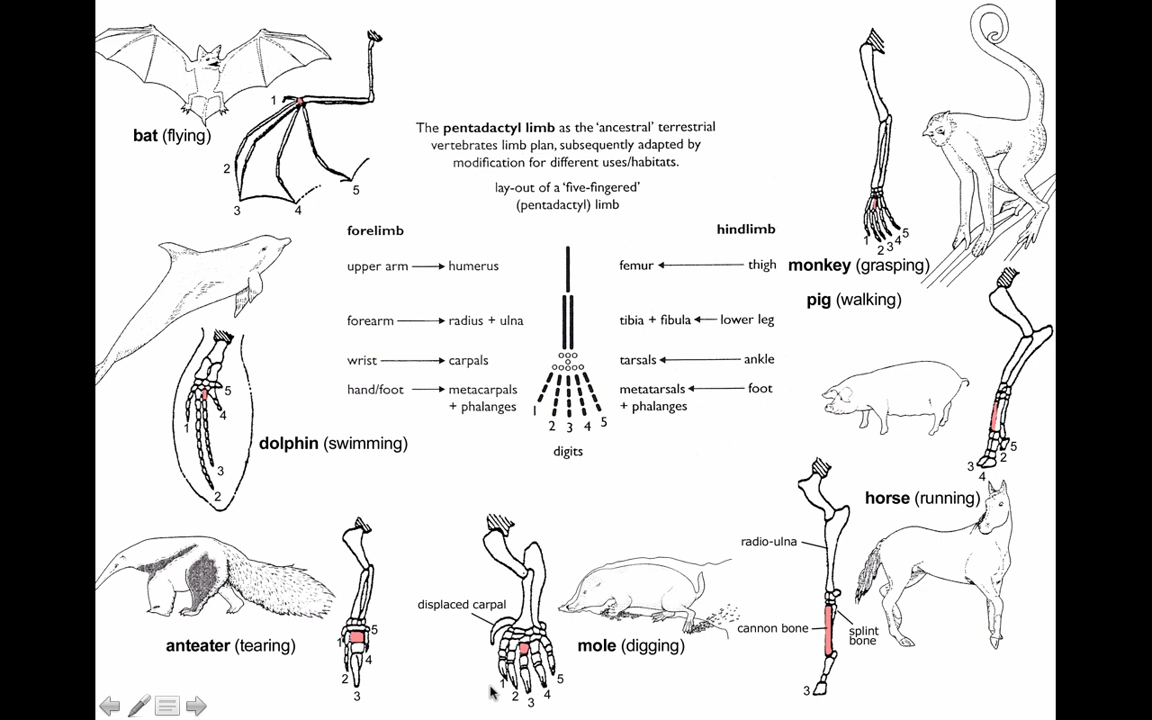 The pentadactyl limb as the 'ancestral' terrestrial
vertebrates limb plan, subsequently adapted by
modification for different uses/habitats.
lay-out of a 'five-fingered'
(pentadactyl) limb
forelimb
hindlimb
upper arm humerus
femur thigh
forearm radius + ulna
tibia + fibula lower leg
wrist carpals
tarsals ankle
hand/foot metacarpals
+ phalanges
metatarsals foot
+ phalanges
1 2 3 4 5
digits
bat (flying)
1
2
3
4
5
monkey (grasping)
1 2 3 4 5
pig (walking)
5
2
3
4
dolphin (swimming)
5
4
1
3
2
horse (running)
radio-ulna
cannon bone
splint
bone
3
anteater (tearing)
1
5
4
2
3
mole (digging)
displaced carpal
1
2
3
4
5